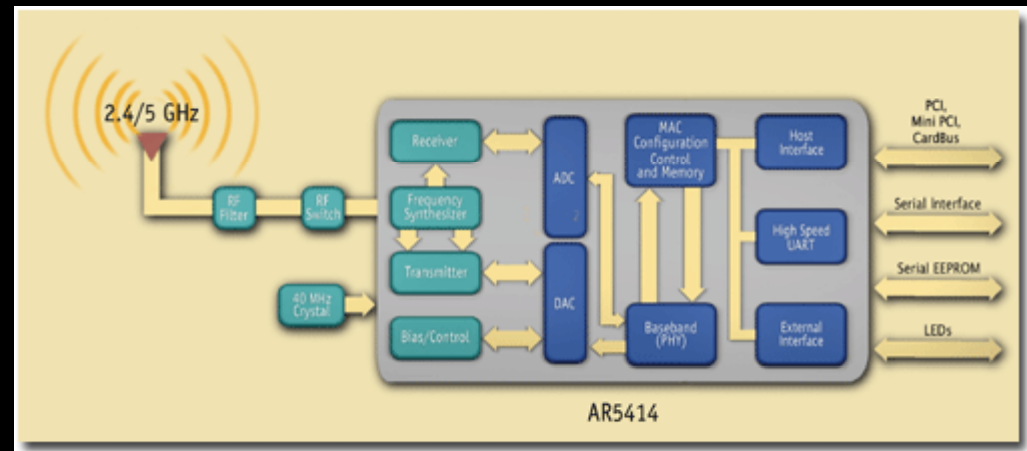 2.4/5 GHz
RF
Filter
RF
Switch
40 MHz
Crystal
Receiver
Frequency
Synthesizer
Transmitter
Bias/Control
ADC
DAC
MAC
Configuration
Control
and Memory
Baseband
(PHY)
Host
Interface
High Speed
UART
External
Interface
PCI,
Mini PCI,
CardBus
Serial Interface
Serial EEPROM
LEDs
AR5414